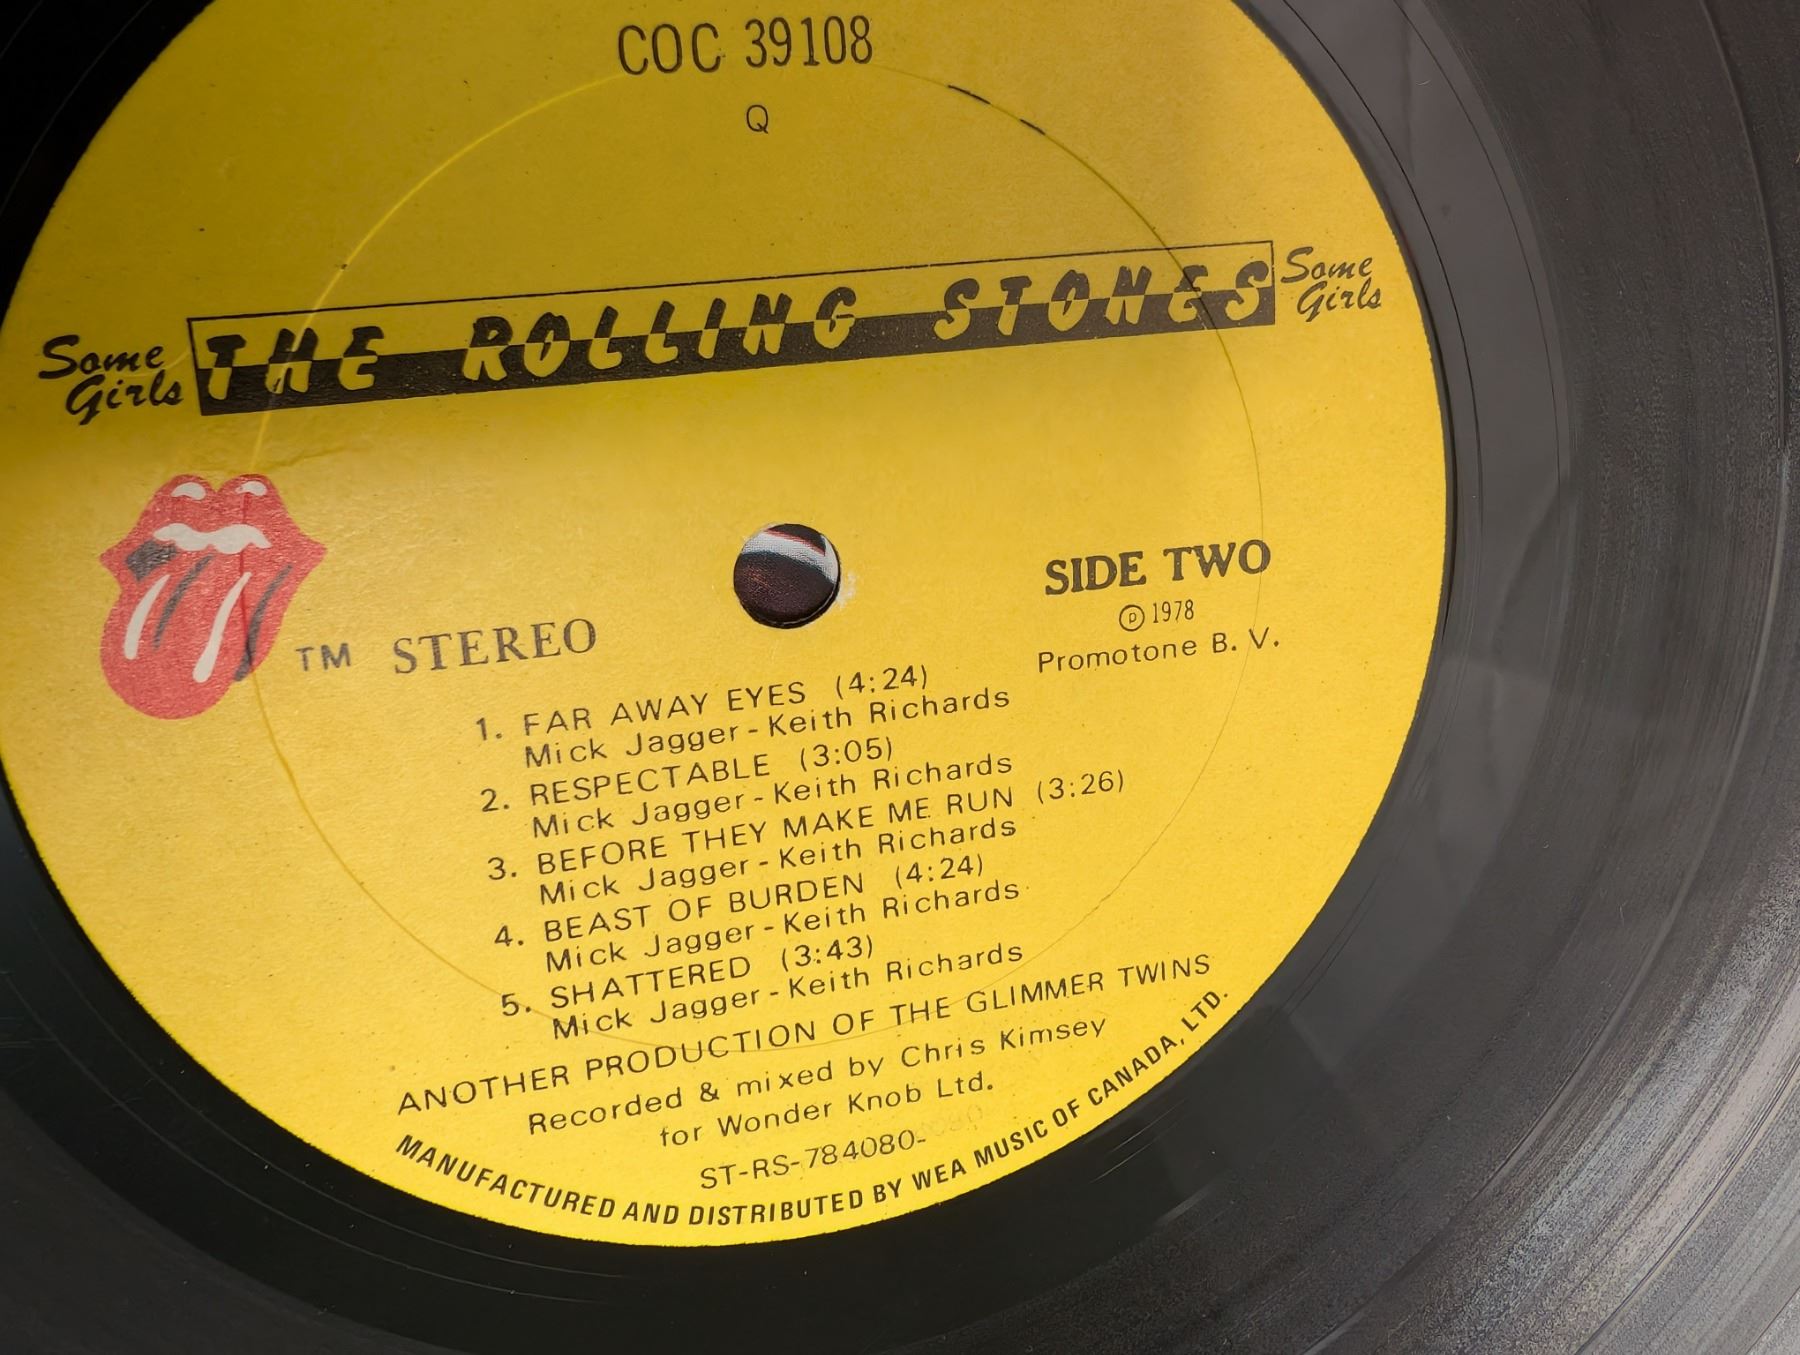 COC 39108
Q
Some Girls
THE ROLLING STONES
Some Girls
TM STEREO
SIDE TWO
℗ 1978
Promotone B. V.
1. FAR AWAY EYES (4:24)
Mick Jagger - Keith Richards
2. RESPECTABLE (3:05)
Mick Jagger - Keith Richards
3. BEFORE THEY MAKE ME RUN (3:26)
Mick Jagger - Keith Richards
4. BEAST OF BURDEN (4:24)
Mick Jagger - Keith Richards
5. SHATTERED (3:43)
Mick Jagger - Keith Richards
ANOTHER PRODUCTION OF THE GLIMMER TWINS
Recorded & mixed by Chris Kimsey
for Wonder Knob Ltd.
ST-RS-784080-
MANUFACTURED AND DISTRIBUTED BY WEA MUSIC OF CANADA, LTD.